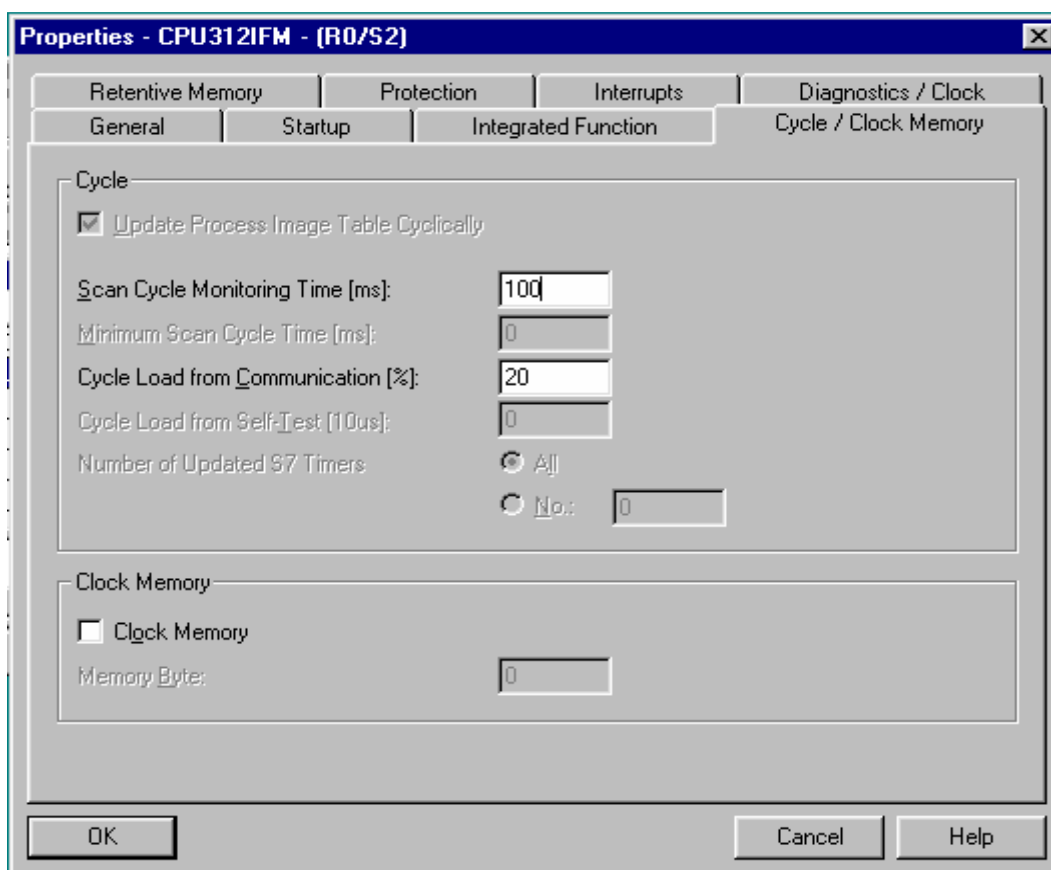 Properties - CPU312IFM - (R0/S2)
Retentive Memory Protection Interrupts Diagnostics / Clock
General Startup Integrated Function Cycle / Clock Memory
Cycle
Update Process Image Table Cyclically
Scan Cycle Monitoring Time [ms]: 100
Minimum Scan Cycle Time [ms]: 0
Cycle Load from Communication [%]: 20
Cycle Load from Self-Test [10us]: 0
Number of Updated S7 Timers All
No.: 0
Clock Memory
Clock Memory
Memory Byte: 0
OK Cancel Help